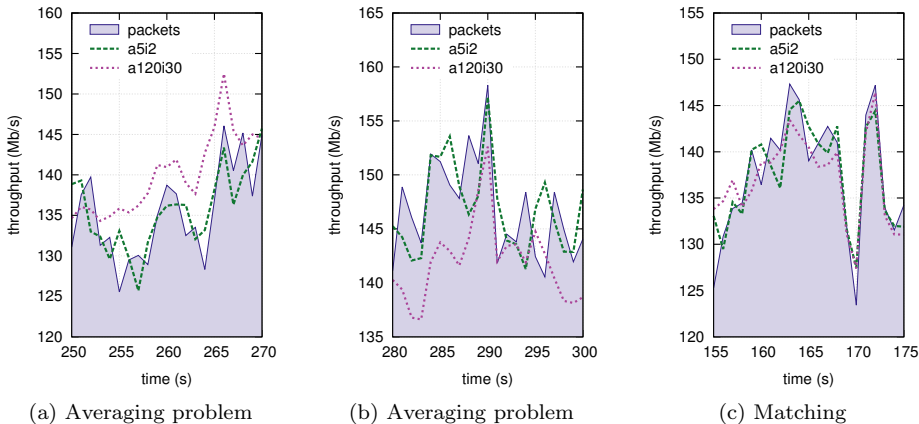 160
155
150
145
140
135
130
125
120
throughput (Mb/s)
packets
a5i2
a120i30
250 255 260 265 270
time (s)
(a) Averaging problem
165
160
155
150
145
140
135
throughput (Mb/s)
packets
a5i2
a120i30
280 285 290 295 300
time (s)
(b) Averaging problem
155
150
145
140
135
130
125
120
throughput (Mb/s)
packets
a5i2
a120i30
155 160 165 170 175
time (s)
(c) Matching